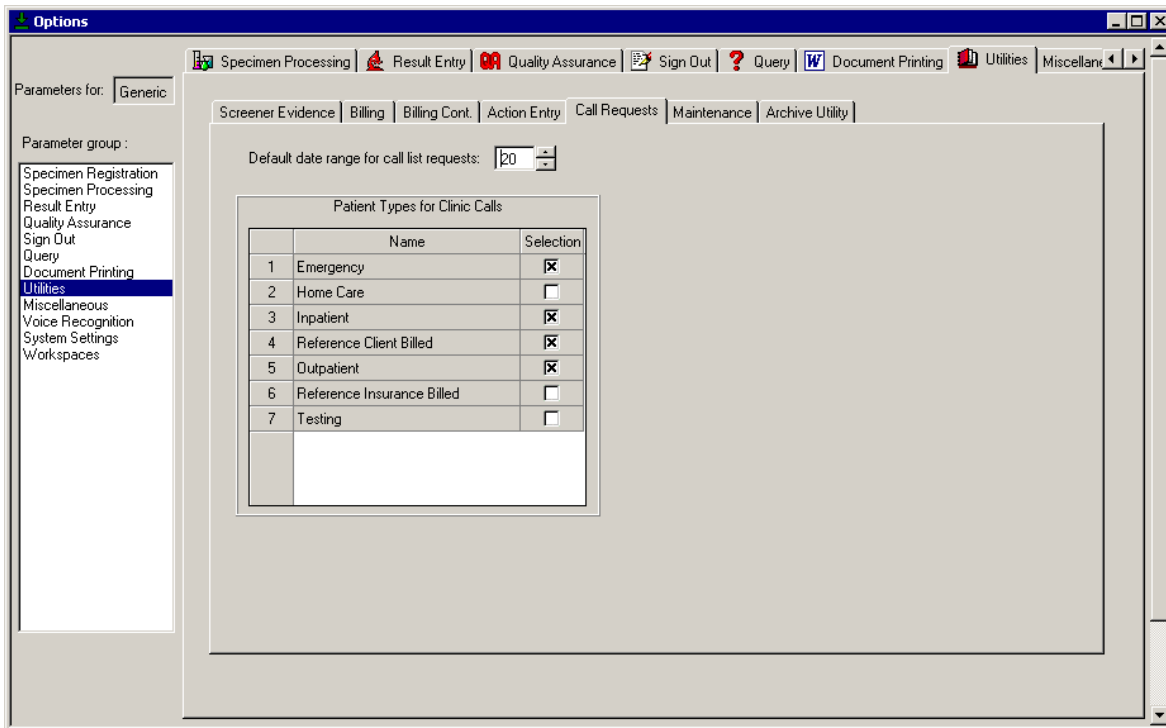 Options
Specimen Processing Result Entry Quality Assurance Sign Out Query Document Printing Utilities Miscellane
Parameters for: Generic
Screener Evidence Billing Billing Cont. Action Entry Call Requests Maintenance Archive Utility
Parameter group :
Default date range for call list requests: 20
Specimen Registration
Specimen Processing
Result Entry
Quality Assurance
Sign Out
Query
Document Printing
Utilities
Miscellaneous
Voice Recognition
System Settings
Workspaces
Patient Types for Clinic Calls
Name Selection
1 Emergency
2 Home Care
3 Inpatient
4 Reference Client Billed
5 Outpatient
6 Reference Insurance Billed
7 Testing